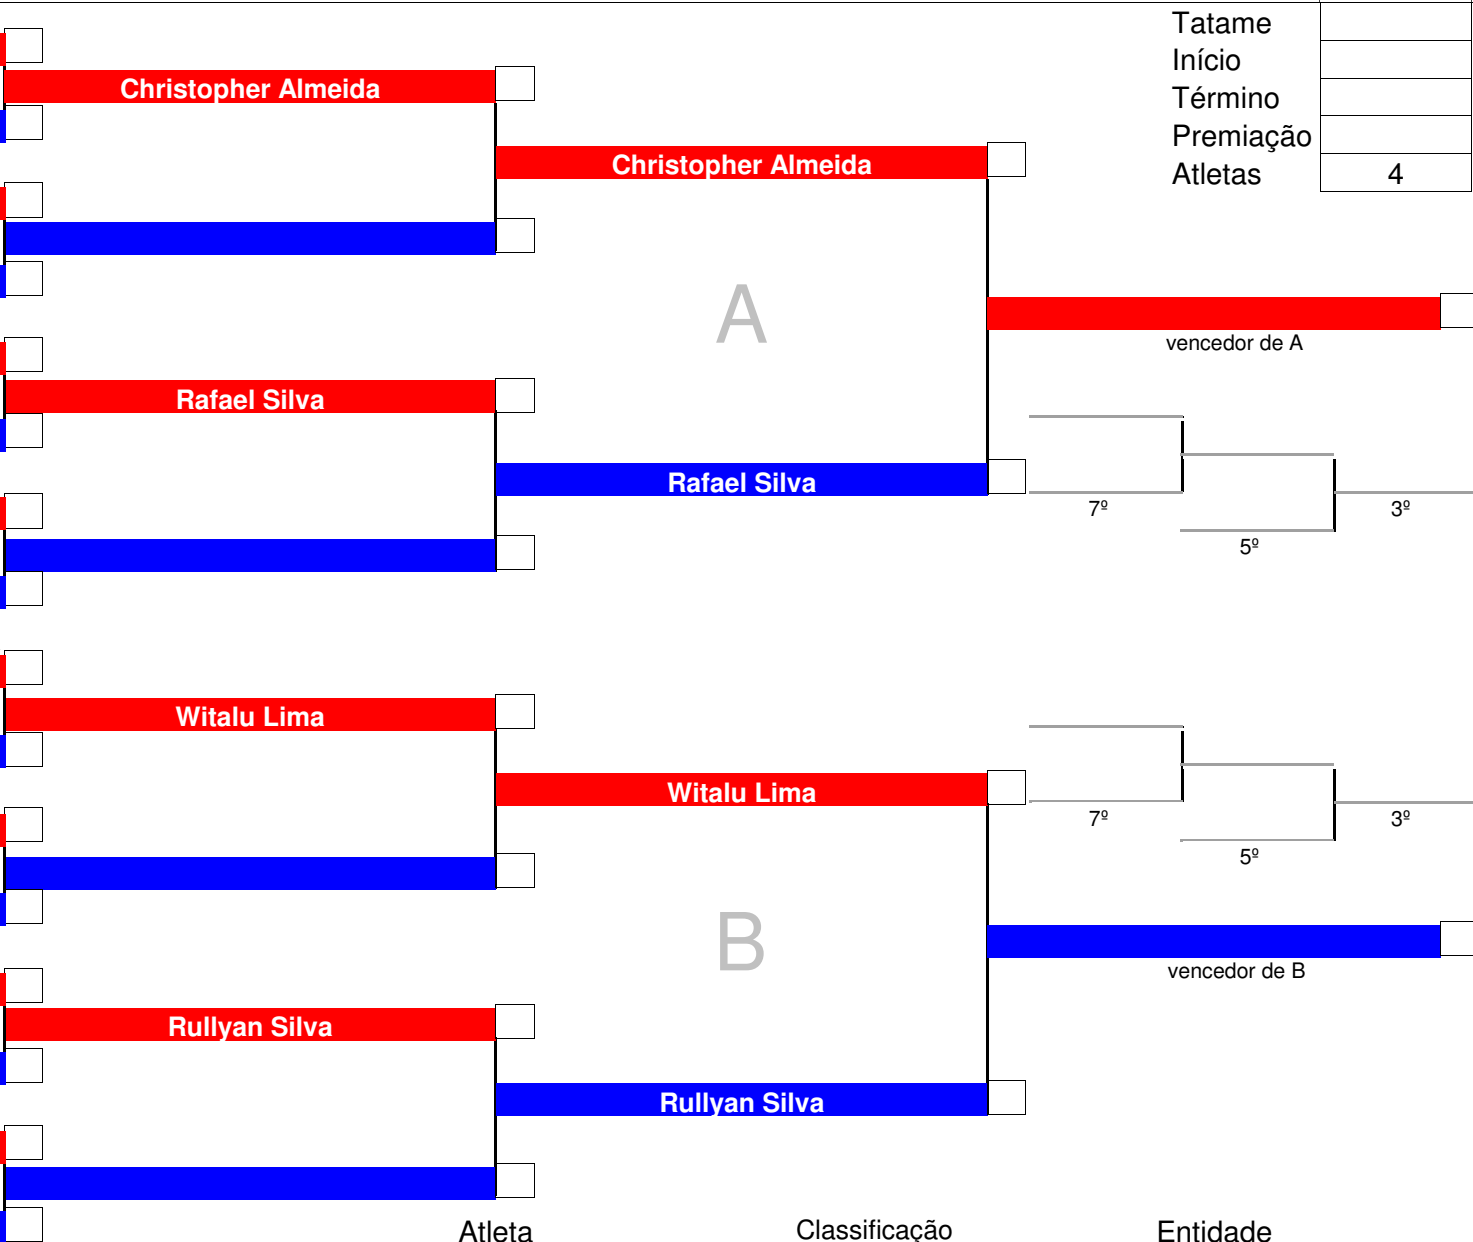 Tatame
Início
Término
Premiação
Atletas 4
Christopher Almeida
Christopher Almeida
A
vencedor de A
Rafael Silva
Rafael Silva
7º
3º
5º
Witalu Lima
Witalu Lima
7º
3º
5º
B
vencedor de B
Rullyan Silva
Rullyan Silva
Atleta Classificação Entidade